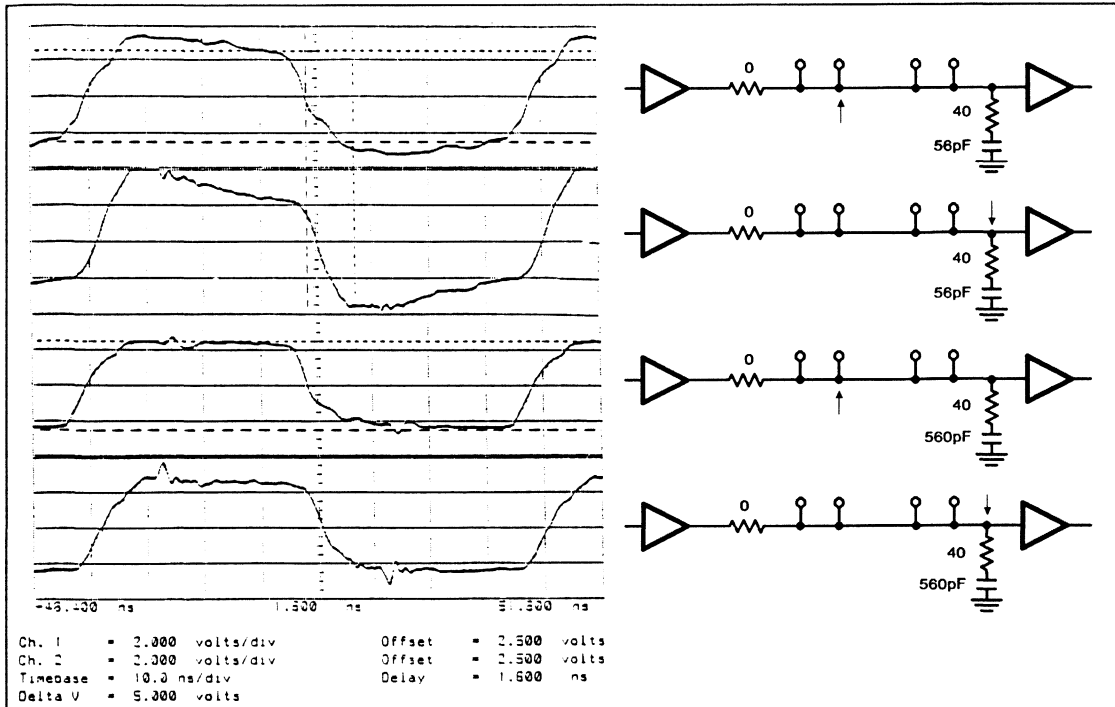 0
40
56pF
0
40
56pF
0
40
560pF
0
40
560pF
-48.400 ns 1.600 ns 51.600 ns
Ch. 1 = 2.000 volts/div Offset = 2.500 volts
Ch. 2 = 2.000 volts/div Offset = 2.500 volts
Timebase = 10.0 ns/div Delay = 1.600 ns
Delta V = 5.000 volts